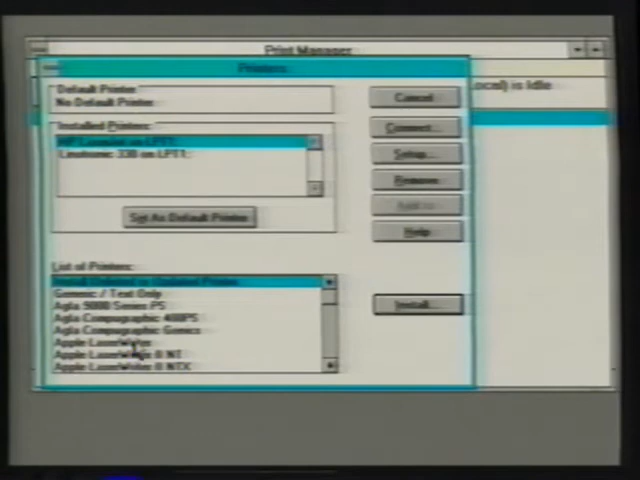 Print Manager
Printers
ocal) is Idle
Default Printer
No Default Printer
Cancel
Installed Printers:
HP LaserJet on LPT1:
Linotronic 330 on LPT1:
Connect...
Setup...
Remove
Help
Set As Default Printer
List of Printers:
Install Unlisted or Updated Printer
Generic / Text Only
Agfa 9000 Series PS
Agfa Compugraphic 400PS
Agfa Compugraphic Genics
Apple LaserWriter
Apple LaserWriter II NT
Apple LaserWriter II NTX
Install...